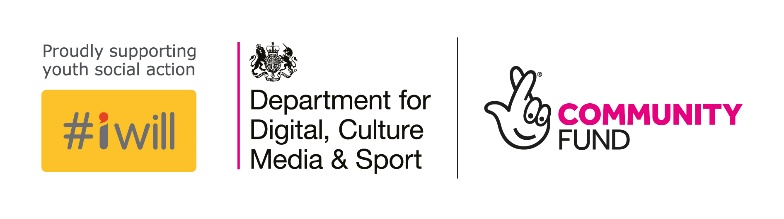 Proudly supporting
youth social action
#iwill
Department for
Digital, Culture
Media & Sport
COMMUNITY
FUND